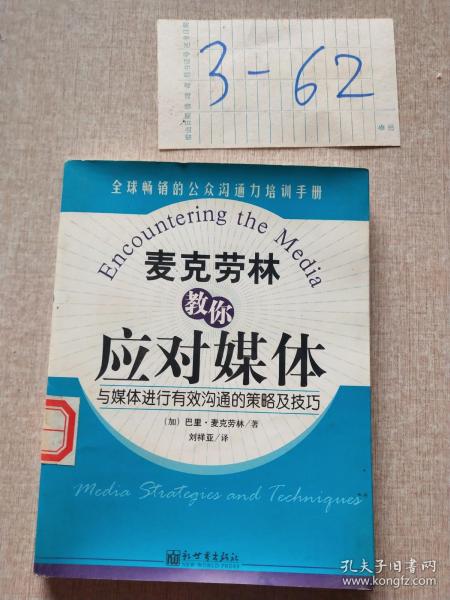 3-62
全球畅销的公众沟通力培训手册
Encountering the Media
麦克劳林
教你
应对媒体
与媒体进行有效沟通的策略及技巧
（加）巴里·麦克劳林/著
刘祥亚/译
Media Strategies and Techniques
新世界出版社
NEW WORLD PRESS
孔夫子旧书网
www.kongfz.com